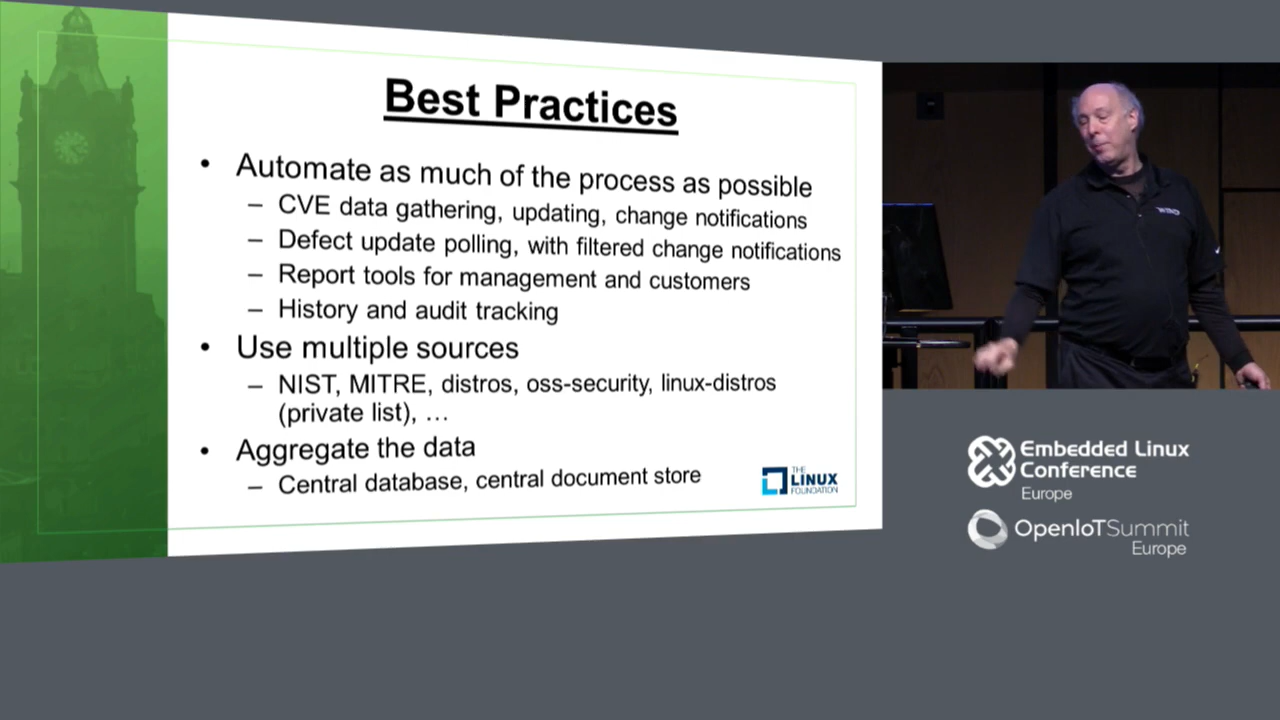 Best Practices
• Automate as much of the process as possible
– CVE data gathering, updating, change notifications
– Defect update polling, with filtered change notifications
– Report tools for management and customers
– History and audit tracking
• Use multiple sources
– NIST, MITRE, distros, oss-security, linux-distros
(private list), …
• Aggregate the data
– Central database, central document store
THE
LINUX
FOUNDATION
Embedded Linux
Conference
Europe
OpenIoTSummit
Europe